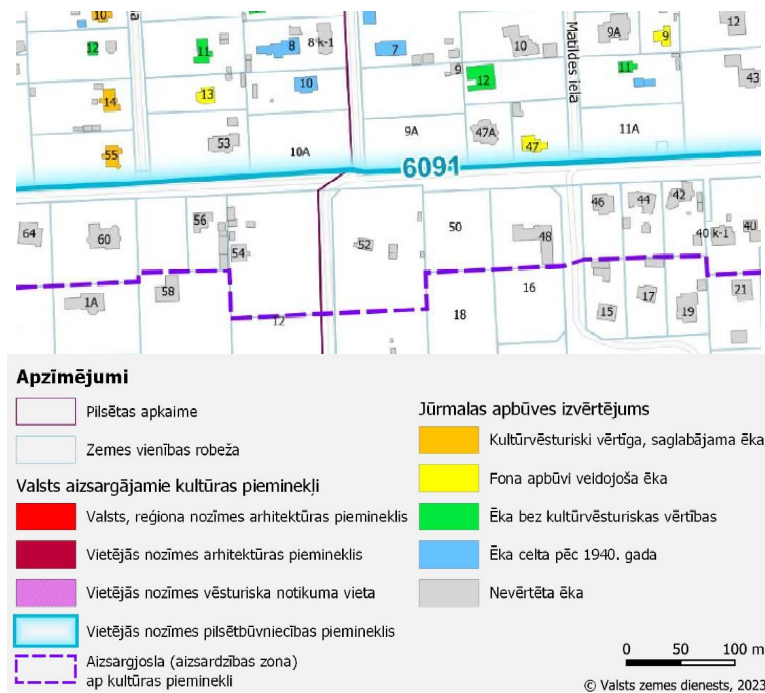 10
12
11
8
8 k-1
7
9
10
9A
9
12
14
13
10
12
11
43
55
53
10A
9A
47A
47
Matildes iela
11A
6091
64
60
56
54
52
50
48
46
44
42
40 k-1
40
1A
58
12
18
16
15
17
19
21
Apzīmējumi
Pilsētas apkaime
Zemes vienības robeža
Valsts aizsargājamie kultūras pieminekļi
Valsts, reģiona nozīmes arhitektūras piemineklis
Vietējās nozīmes arhitektūras piemineklis
Vietējās nozīmes vēsturiska notikuma vieta
Vietējās nozīmes pilsētbūvniecības piemineklis
Aizsargjosla (aizsardzības zona)
ap kultūras pieminekli
Jūrmalas apbūves izvērtējums
Kultūrvēsturiski vērtīga, saglabājama ēka
Fona apbūvi veidojoša ēka
Ēka bez kultūrvēsturiskas vērtības
Ēka celta pēc 1940. gada
Nevērtēta ēka
0 50 100 m
© Valsts zemes dienests, 2023